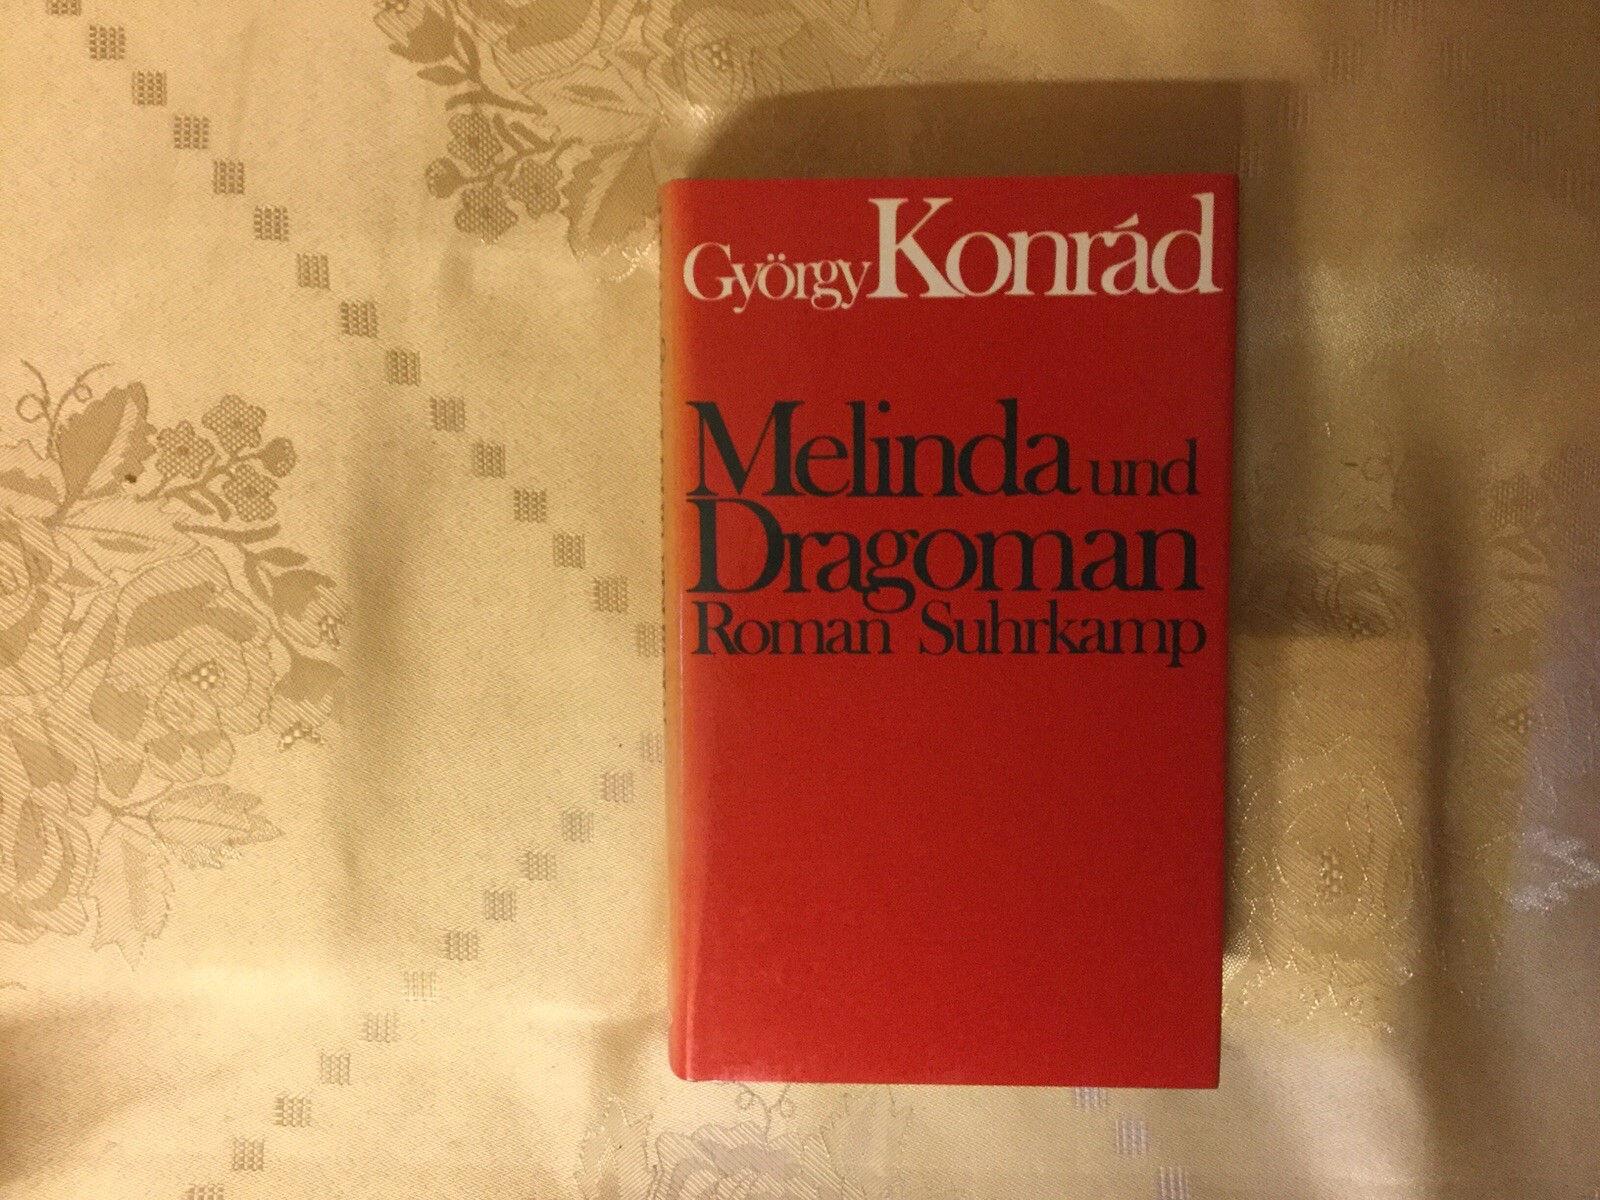 György Konrád
Melinda und
Dragoman
Roman Suhrkamp